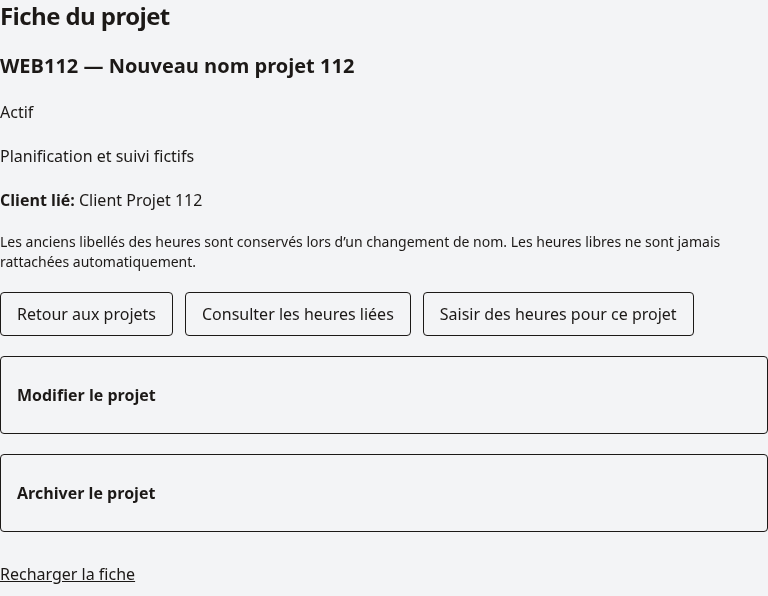 Fiche du projet
WEB112 — Nouveau nom projet 112
Actif
Planification et suivi fictifs
Client lié: Client Projet 112
Les anciens libellés des heures sont conservés lors d’un changement de nom. Les heures libres ne sont jamais
rattachées automatiquement.
Retour aux projets
Consulter les heures liées
Saisir des heures pour ce projet
Modifier le projet
Archiver le projet
Recharger la fiche